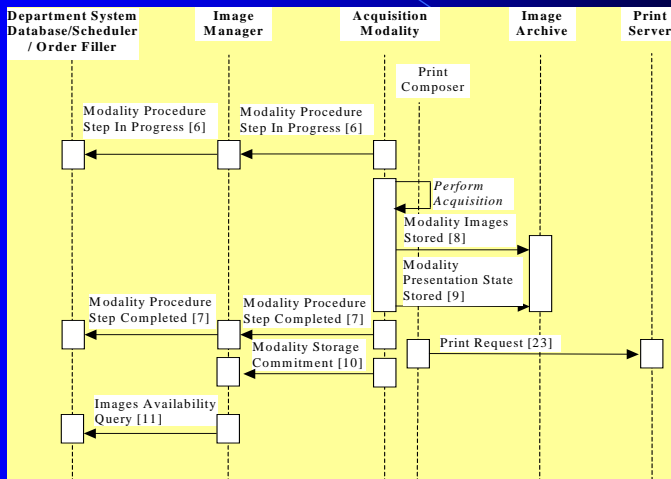 Department System
Database/Scheduler
/ Order Filler
Image
Manager
Acquisition
Modality
Image
Archive
Print
Server
Print
Composer
Modality Procedure
Step In Progress [6]
Modality Procedure
Step In Progress [6]
Perform
Acquisition
Modality Images
Stored [8]
Modality
Presentation State
Stored [9]
Modality Procedure
Step Completed [7]
Modality Procedure
Step Completed [7]
Print Request [23]
Modality Storage
Commitment [10]
Images Availability
Query [11]